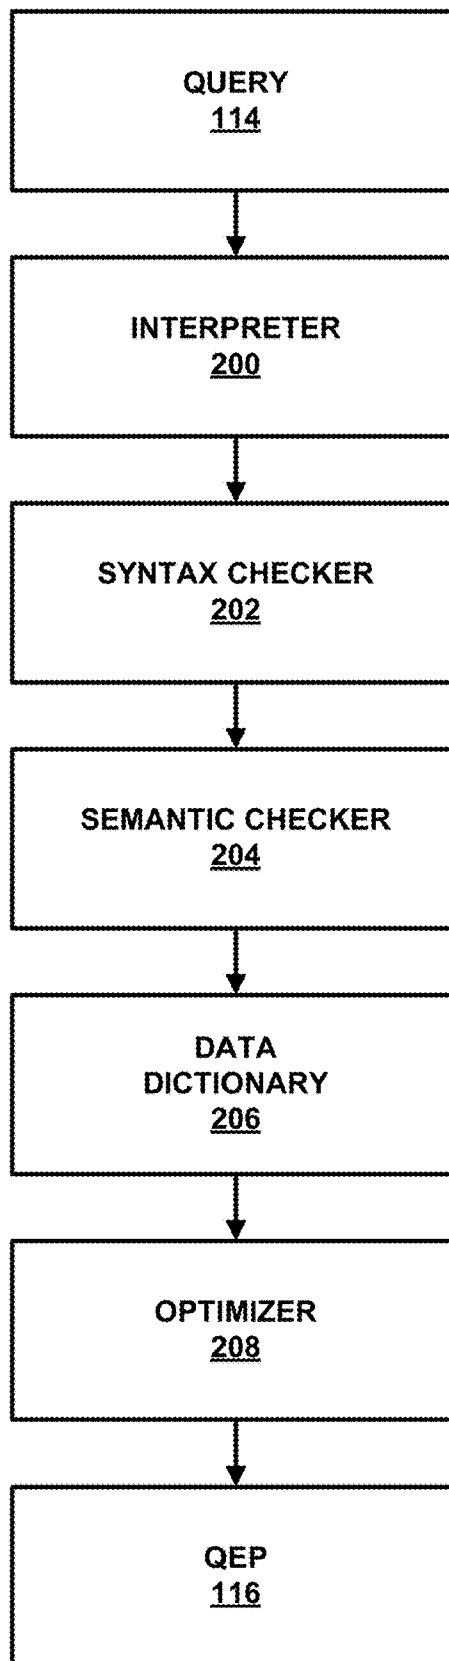 QUERY
114
INTERPRETER
200
SYNTAX CHECKER
202
SEMANTIC CHECKER
204
DATA
DICTIONARY
206
OPTIMIZER
208
QEP
116